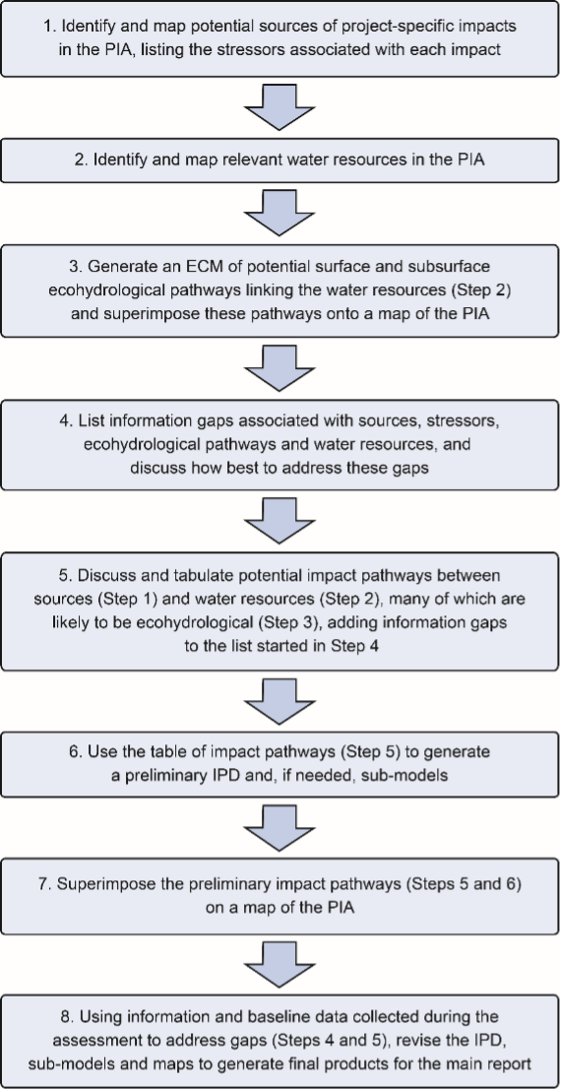 1. Identify and map potential sources of project-specific impacts
in the PIA, listing the stressors associated with each impact
2. Identify and map relevant water resources in the PIA
3. Generate an ECM of potential surface and subsurface
ecohydrological pathways linking the water resources (Step 2)
and superimpose these pathways onto a map of the PIA
4. List information gaps associated with sources, stressors,
ecohydrological pathways and water resources, and
discuss how best to address these gaps
5. Discuss and tabulate potential impact pathways between
sources (Step 1) and water resources (Step 2), many of which are
likely to be ecohydrological (Step 3), adding information gaps
to the list started in Step 4
6. Use the table of impact pathways (Step 5) to generate
a preliminary IPD and, if needed, sub-models
7. Superimpose the preliminary impact pathways (Steps 5 and 6)
on a map of the PIA
8. Using information and baseline data collected during the
assessment to address gaps (Steps 4 and 5), revise the IPD,
sub-models and maps to generate final products for the main report